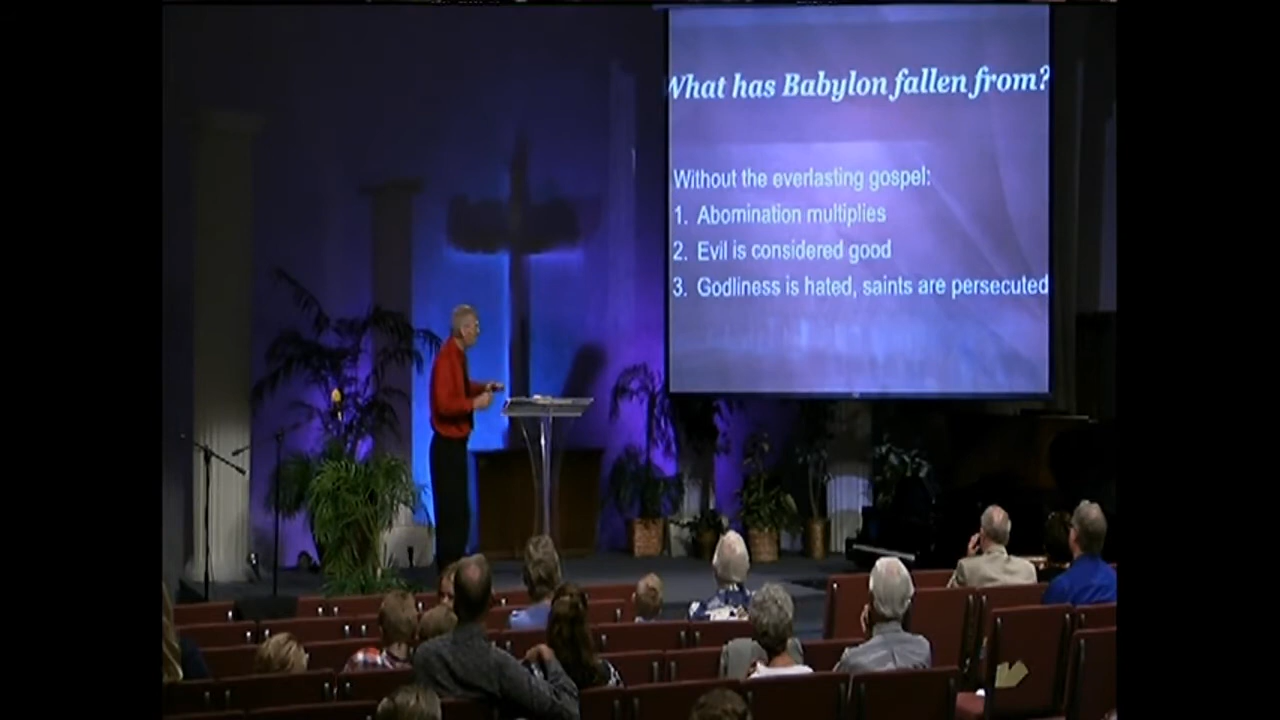 What has Babylon fallen from?
Without the everlasting gospel:
1. Abomination multiplies
2. Evil is considered good
3. Godliness is hated, saints are persecuted